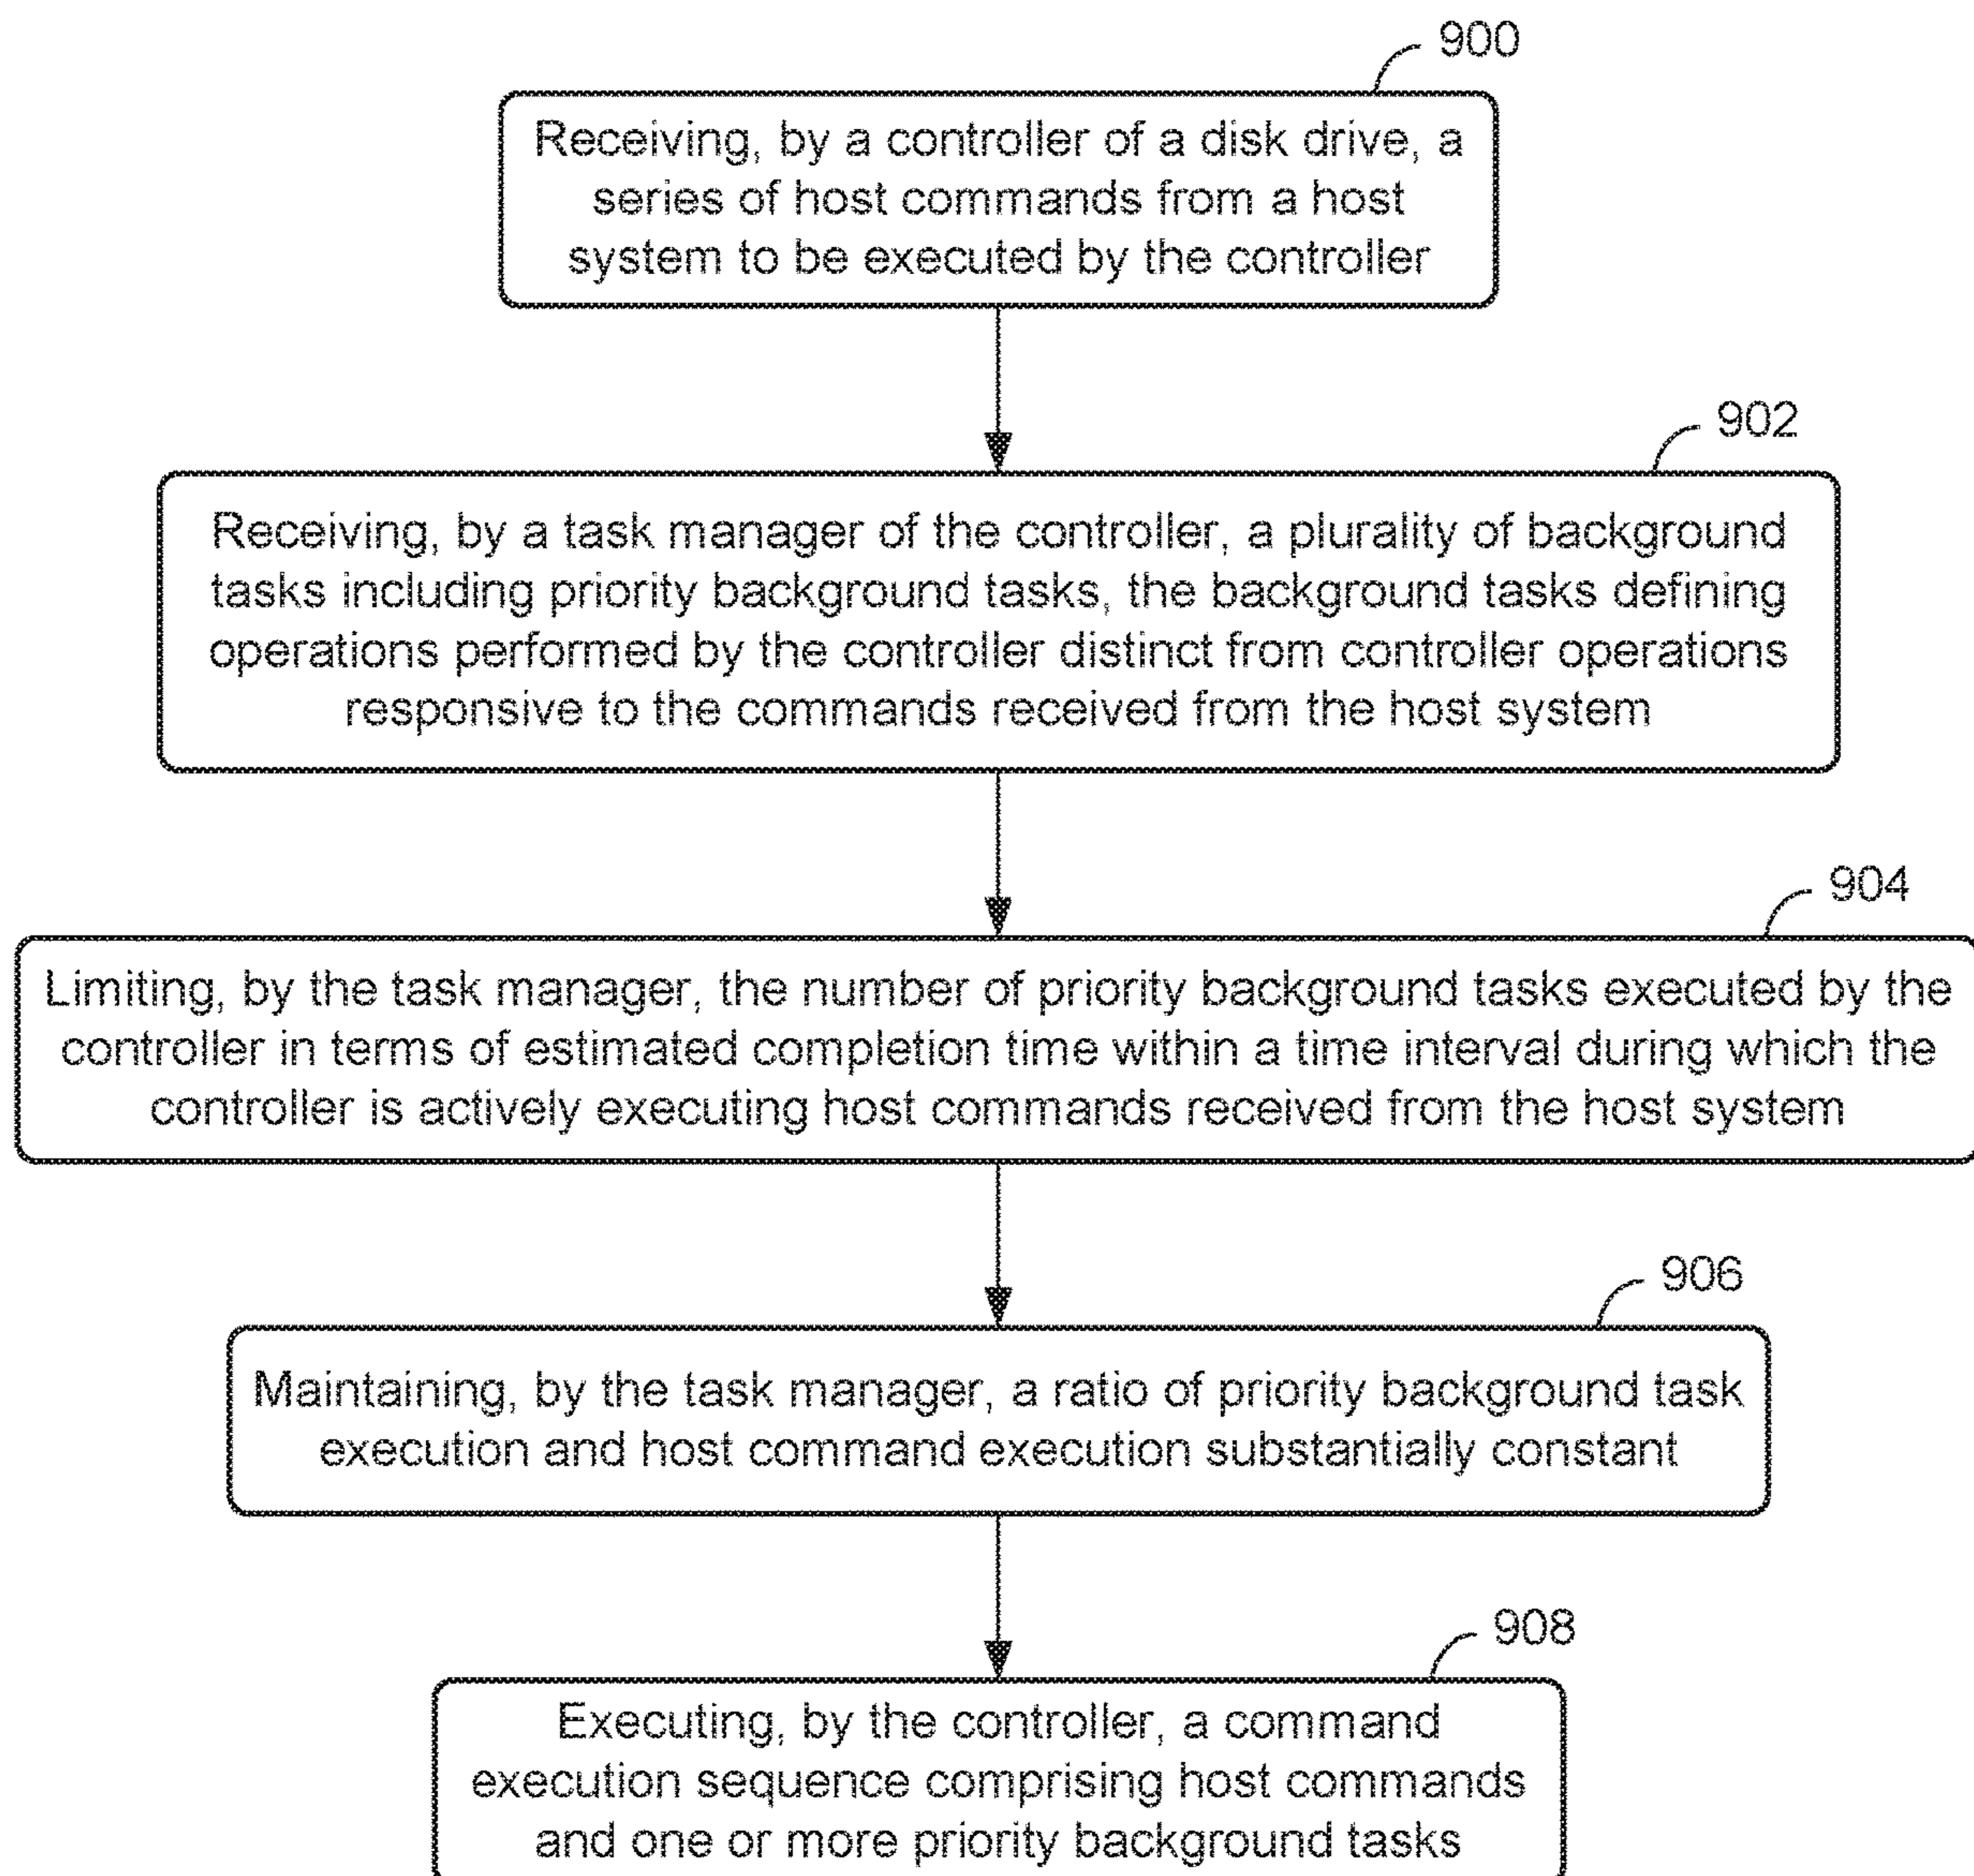 900
Receiving, by a controller of a disk drive, a
series of host commands from a host
system to be executed by the controller
902
Receiving, by a task manager of the controller, a plurality of background
tasks including priority background tasks, the background tasks defining
operations performed by the controller distinct from controller operations
responsive to the commands received from the host system
904
Limiting, by the task manager, the number of priority background tasks executed by the
controller in terms of estimated completion time within a time interval during which the
controller is actively executing host commands received from the host system
906
Maintaining, by the task manager, a ratio of priority background task
execution and host command execution substantially constant
908
Executing, by the controller, a command
execution sequence comprising host commands
and one or more priority background tasks